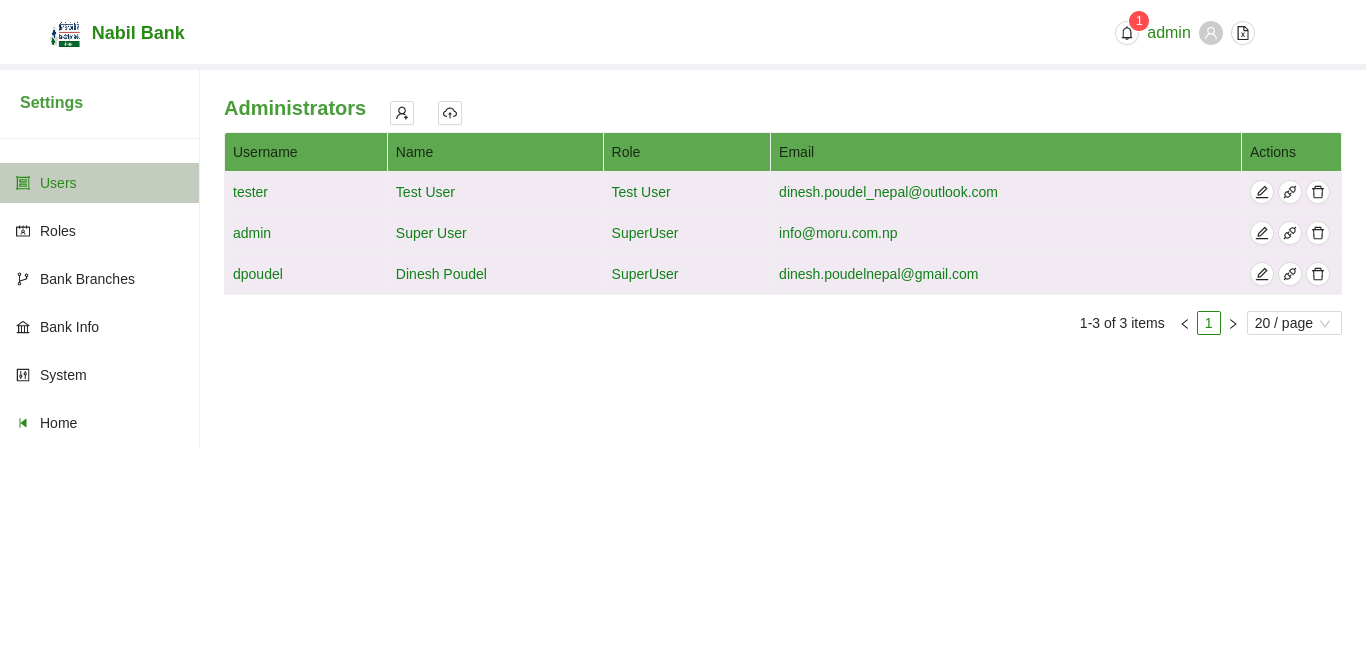 Nabil Bank
1
admin
Settings
Users
Roles
Bank Branches
Bank Info
System
Home
Administrators
Username Name Role Email Actions
tester Test User Test User dinesh.poudel_nepal@outlook.com
admin Super User SuperUser info@moru.com.np
dpoudel Dinesh Poudel SuperUser dinesh.poudelnepal@gmail.com
1-3 of 3 items 1 20 / page